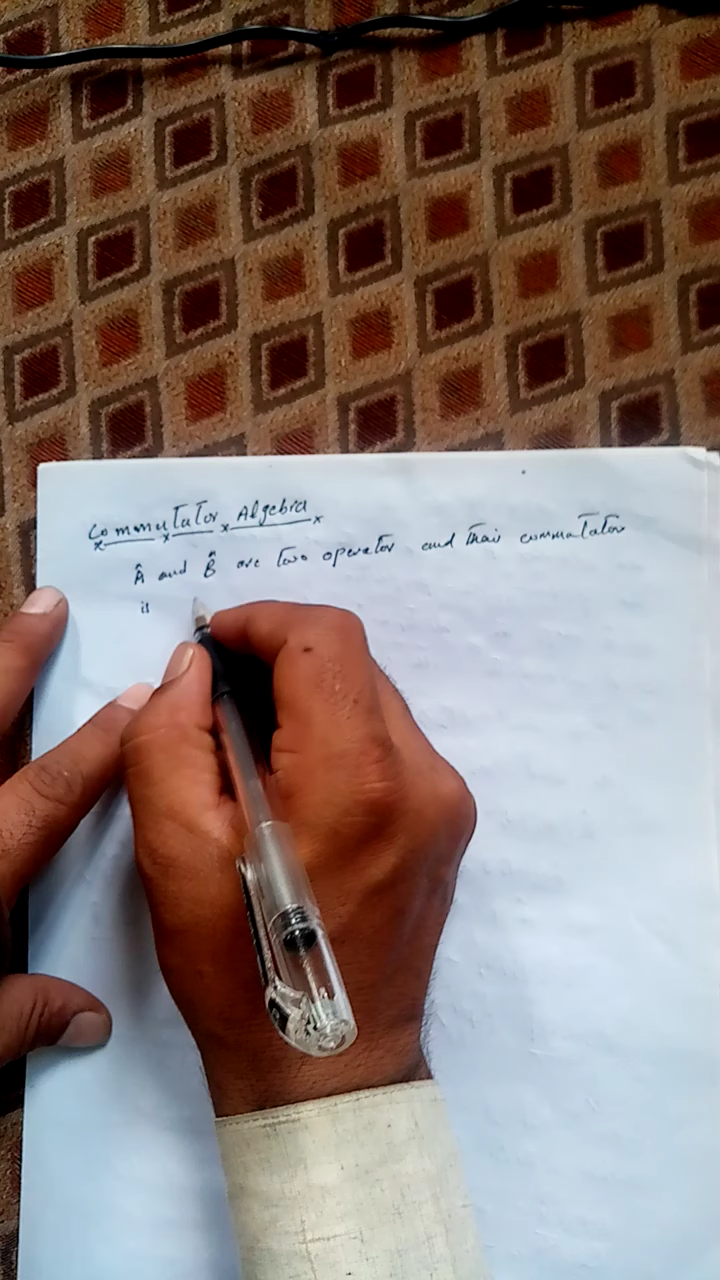 Commutator Algebra
Â and B̂ are two operator and their commutator
is